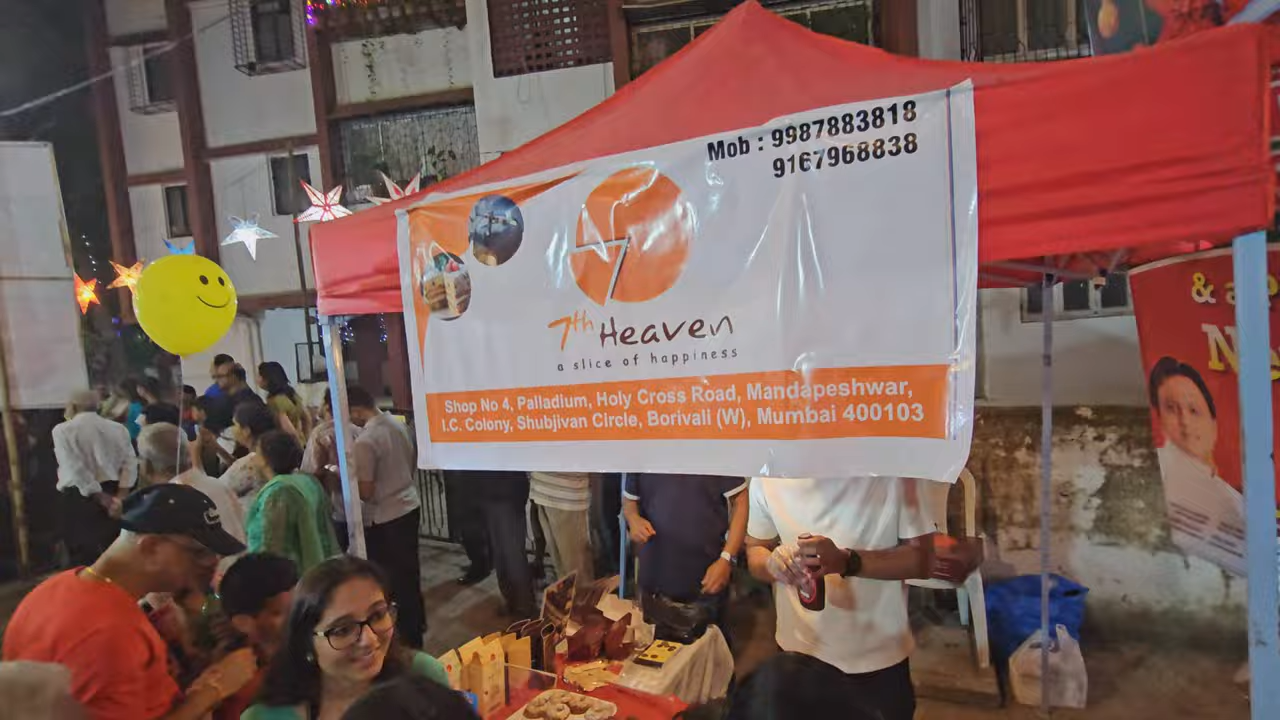 Mob : 9987883818
9167968838
7th Heaven
a slice of happiness
Shop No 4, Palladium, Holy Cross Road, Mandapeshwar,
I.C. Colony, Shubjivan Circle, Borivali (W), Mumbai 400103
&